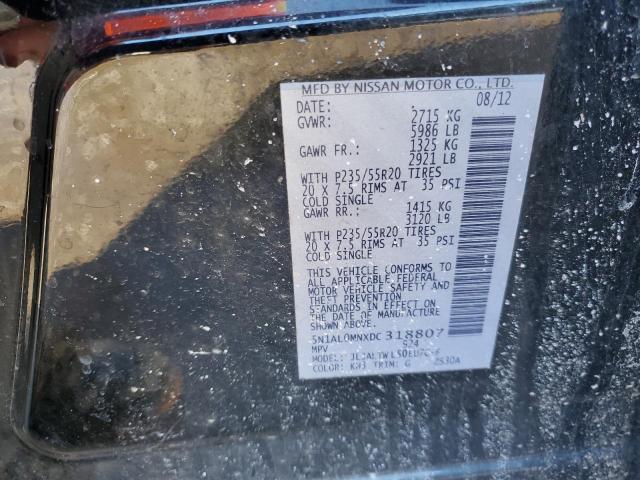 MFD BY NISSAN MOTOR CO., LTD.
DATE: 08/12
GVWR: 2715 KG
5986 LB
GAWR FR.: 1325 KG
2921 LB
WITH P235/55R20 TIRES
20 X 7.5 RIMS AT 35 PSI
COLD SINGLE
GAWR RR.: 1415 KG
3120 LB
WITH P235/55R20 TIRES
20 X 7.5 RIMS AT 35 PSI
COLD SINGLE
THIS VEHICLE CONFORMS TO
ALL APPLICABLE FEDERAL
MOTOR VEHICLE SAFETY AND
THEFT PREVENTION
STANDARDS IN EFFECT ON
THE DATE OF MANUFACTURE
SHOWN ABOVE.
5N1AL0MNXDC318807
MPV S24
MODEL:
COLOR: KH3 TRIM: G